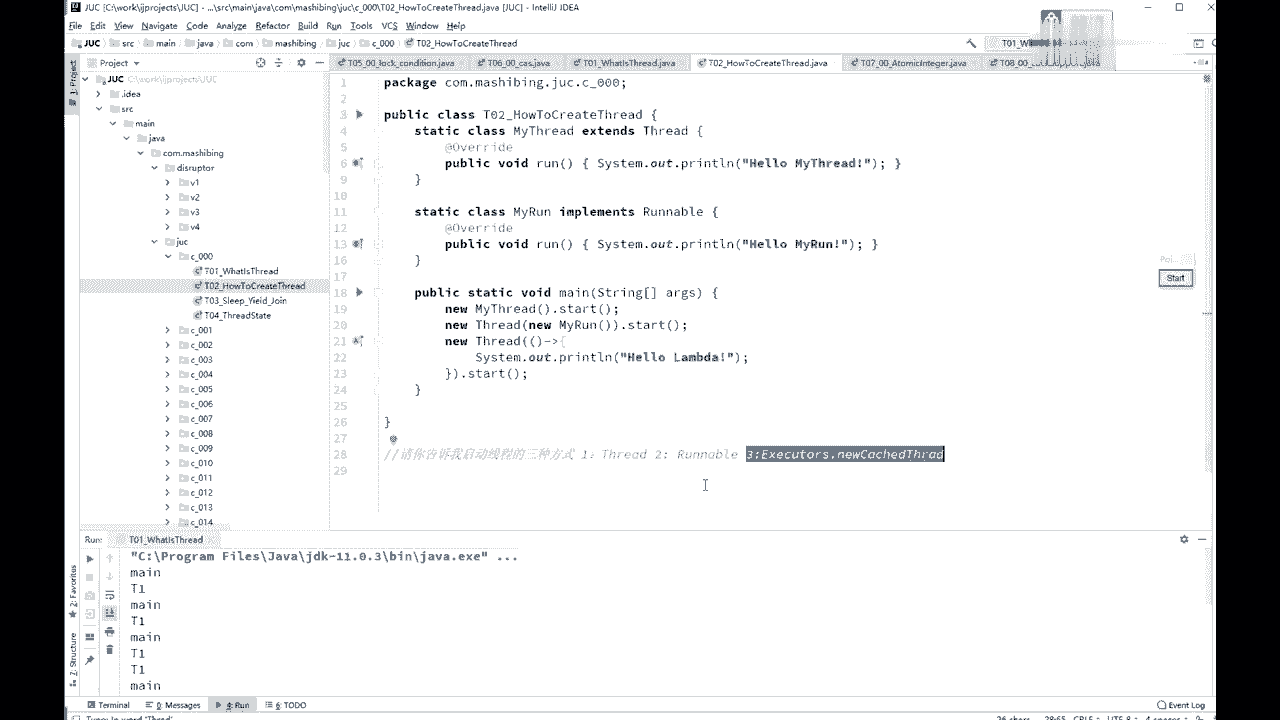 JUC [C:\work\ijprojects\JUC] - ...\src\main\java\com\mashibing\juc\c_000\T02_HowToCreateThread.java [JUC] - IntelliJ IDEA
File Edit View Navigate Code Analyze Refactor Build Run Tools VCS Window Help
JUC src main java com mashibing juc c_000 T02_HowToCreateThread
Project
T05_00_lock_condition.java T06_00_cas.java T01_WhatIsThread.java T02_HowToCreateThread.java T07_00_AtomicInteger.java
JUC C:\work\ijprojects\JUC
.idea
src
main
java
com.mashibing
disruptor
v1
v2
v3
v4
juc
c_000
T01_WhatIsThread
T02_HowToCreateThread
T03_Sleep_Yield_Join
T04_ThreadState
c_001
c_002
c_003
c_004
c_005
c_006
c_007
c_008
c_009
c_010
c_011
c_012
c_013
c_014
1 package com.mashibing.juc.c_000;
2
3 public class T02_HowToCreateThread {
4 static class MyThread extends Thread {
5 @Override
6 public void run() { System.out.println("Hello MyThread!"); }
9 }
10
11 static class MyRun implements Runnable {
12 @Override
13 public void run() { System.out.println("Hello MyRun!"); }
16 }
17
18 public static void main(String[] args) {
19 new MyThread().start();
20 new Thread(new MyRun()).start();
21 new Thread(()->{
22 System.out.println("Hello Lambda!");
23 }).start();
24 }
25
26 }
27
28 //请你告诉我启动线程的三种方式 1: Thread 2: Runnable 3:Executors.newCachedThrad
29
Start
Run: T01_WhatIsThread
"C:\Program Files\Java\jdk-11.0.3\bin\java.exe" ...
main
T1
main
T1
main
T1
T1
main
1: Project
2: Favorites
7: Structure
Terminal 0: Messages 4: Run 6: TODO
Event Log